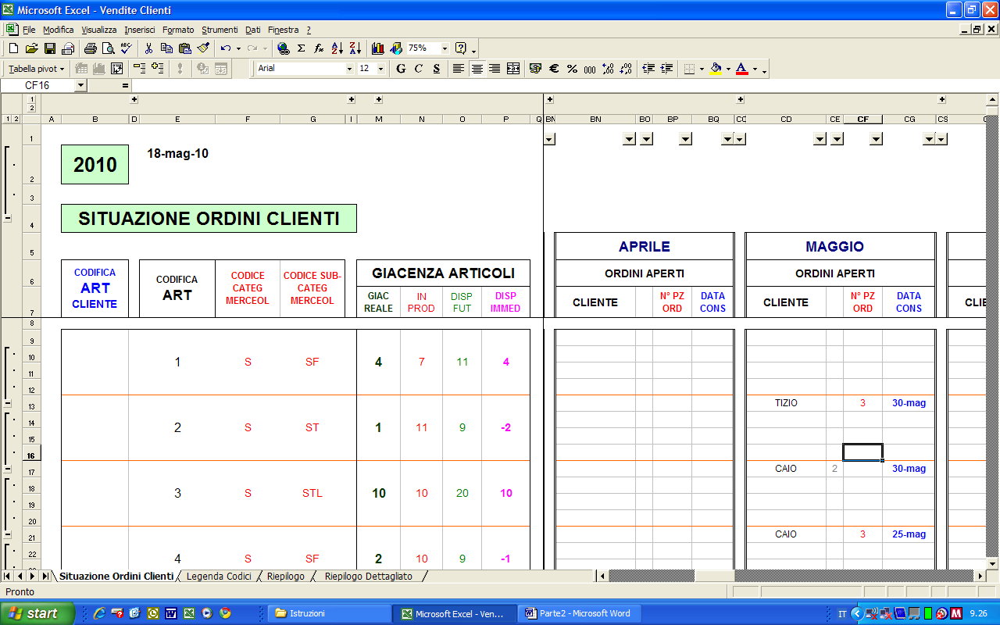 Microsoft Excel - Vendite Clienti
File Modifica Visualizza Inserisci Formato Strumenti Dati Finestra ?
75%
Tabella pivot Arial 12 G C S € % 000
CF16 =
1
2
1 2 A B D E F G I M N O P Q BN BN BO BP BQ CC CD CE CF CG CS
1
2010
18-mag-10
2
3
SITUAZIONE ORDINI CLIENTI
4
5 APRILE MAGGIO
6 CODIFICA ART CLIENTE
CODIFICA ART
CODICE CATEG MERCEOL
CODICE SUB-CATEG MERCEOL
GIACENZA ARTICOLI
ORDINI APERTI ORDINI APERTI
7 GIAC REALE
IN PROD
DISP FUT
DISP IMMED
CLIENTE N° PZ ORD DATA CONS
CLIENTE N° PZ ORD DATA CONS
8
9
10 1 S SF 4 7 11 4
11
12
13 TIZIO 3 30-mag
14 2 S ST 1 11 9 -2
15
16
17 CAIO 2 30-mag
18 3 S STL 10 10 20 10
19
20
21 CAIO 3 25-mag
22 4 S SF 2 10 9 -1
Situazione Ordini Clienti Legenda Codici Riepilogo Riepilogo Dettagliato
Pronto
start Istruzioni Microsoft Excel - Ven... Parte2 - Microsoft Word IT 9.26